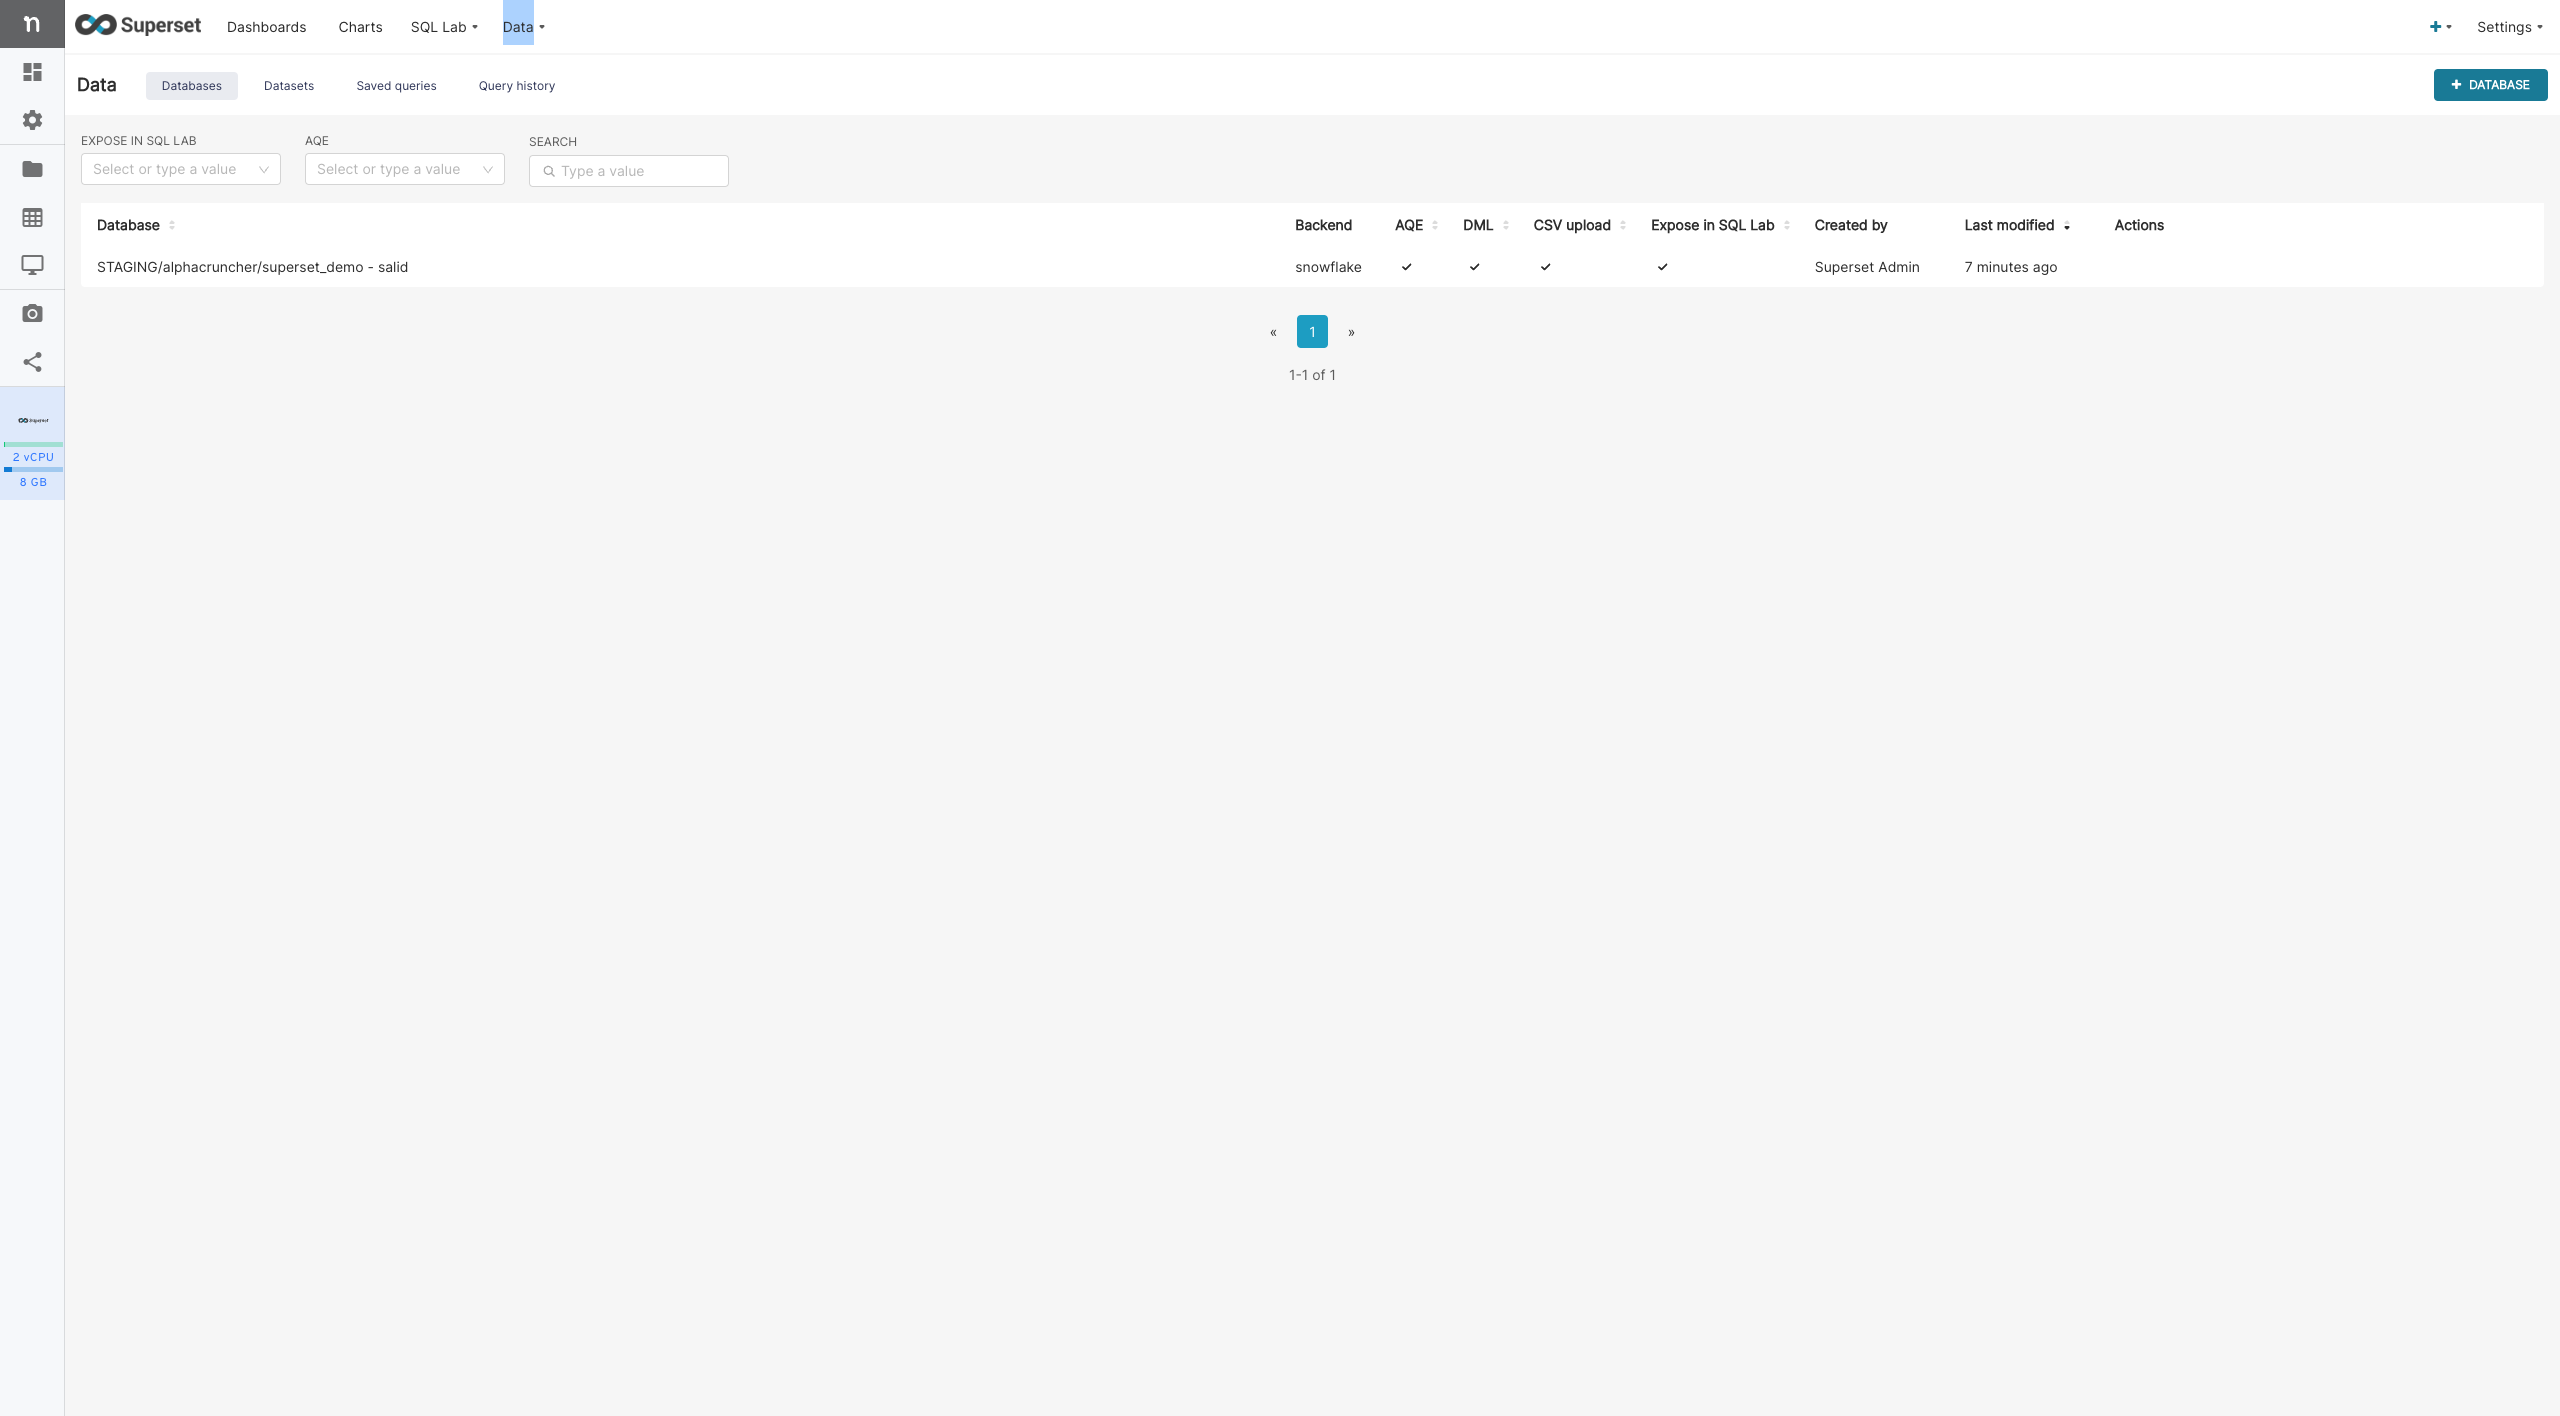 n
Superset Dashboards Charts SQL Lab Data + Settings
Data Databases Datasets Saved queries Query history + DATABASE
EXPOSE IN SQL LAB AQE SEARCH
Select or type a value Select or type a value Type a value
Database Backend AQE DML CSV upload Expose in SQL Lab Created by Last modified Actions
STAGING/alphacruncher/superset_demo - salid snowflake ✓ ✓ ✓ ✓ Superset Admin 7 minutes ago
« 1 »
1-1 of 1
Superset
2 vCPU
8 GB